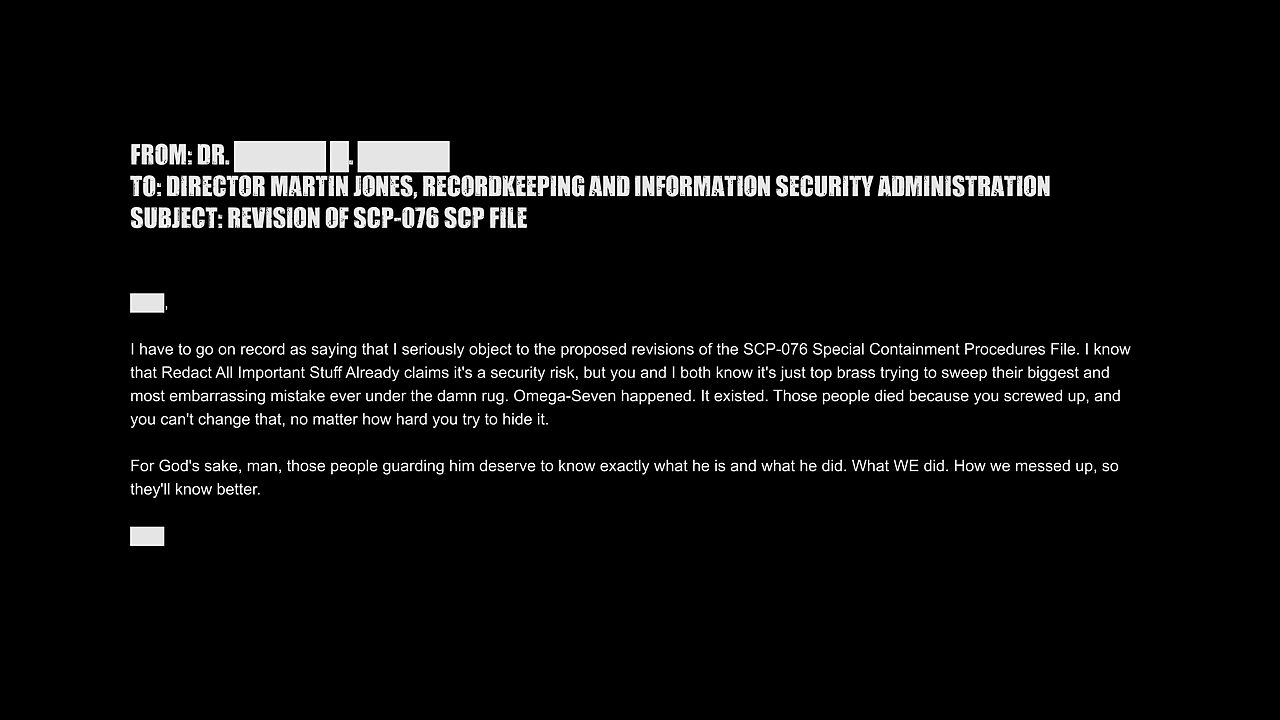 FROM: DR. .
TO: DIRECTOR MARTIN JONES, RECORDKEEPING AND INFORMATION SECURITY ADMINISTRATION
SUBJECT: REVISION OF SCP-076 SCP FILE
,
I have to go on record as saying that I seriously object to the proposed revisions of the SCP-076 Special Containment Procedures File. I know
that Redact All Important Stuff Already claims it's a security risk, but you and I both know it's just top brass trying to sweep their biggest and
most embarrassing mistake ever under the damn rug. Omega-Seven happened. It existed. Those people died because you screwed up, and
you can't change that, no matter how hard you try to hide it.
For God's sake, man, those people guarding him deserve to know exactly what he is and what he did. What WE did. How we messed up, so
they'll know better.